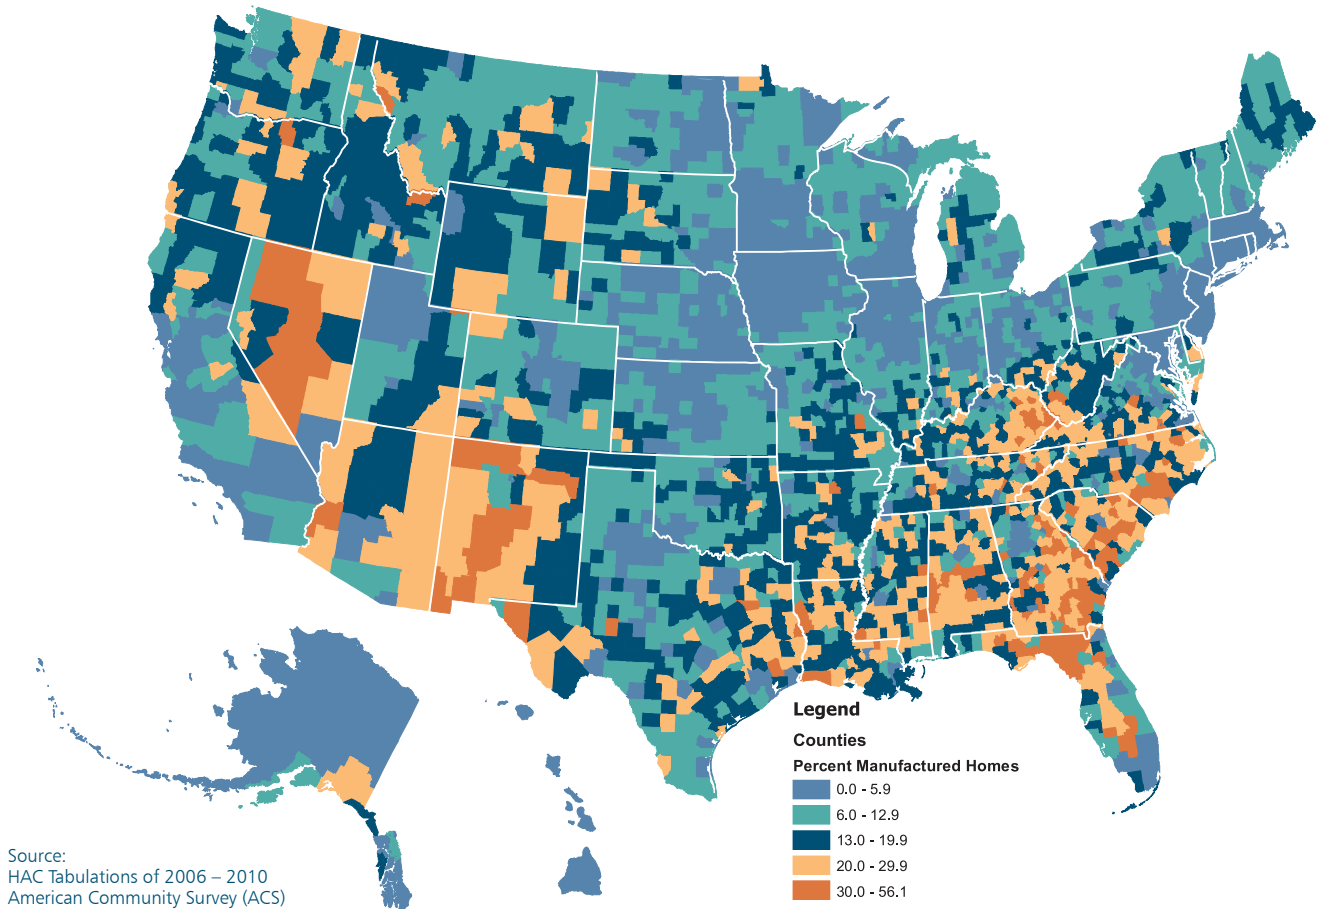 Legend
Counties
Percent Manufactured Homes
0.0 - 5.9
6.0 - 12.9
13.0 - 19.9
20.0 - 29.9
30.0 - 56.1
Source:
HAC Tabulations of 2006 – 2010
American Community Survey (ACS)